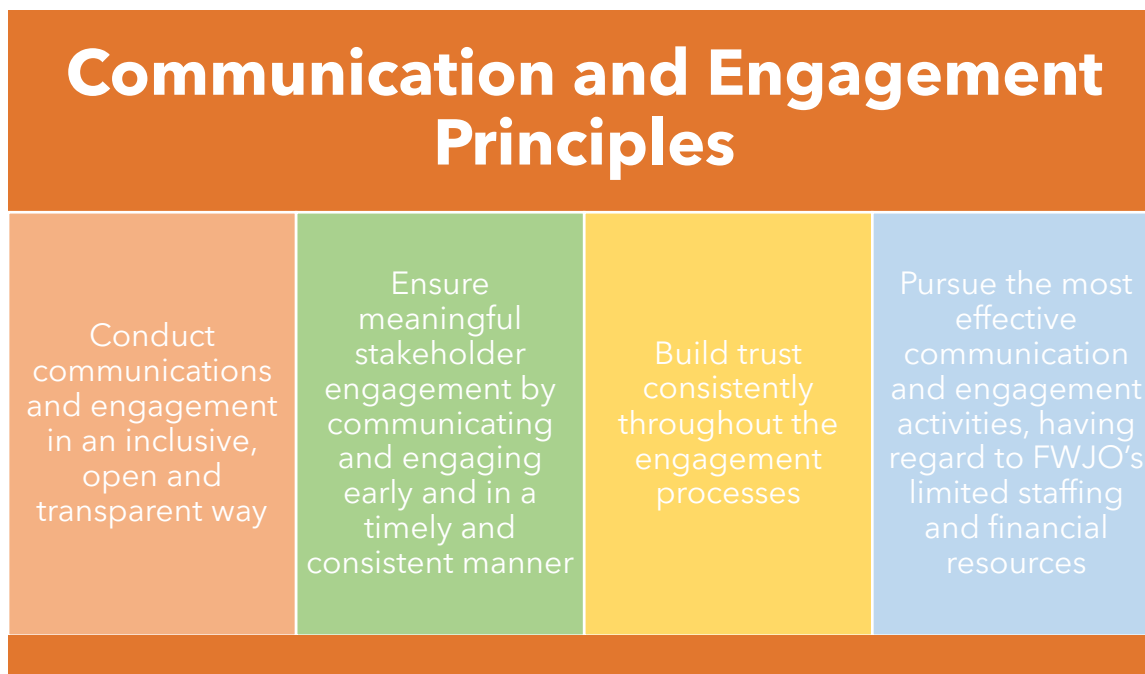 Communication and Engagement
Principles
Conduct
communications
and engagement
in an inclusive,
open and
transparent way
Ensure
meaningful
stakeholder
engagement by
communicating
and engaging
early and in a
timely and
consistent manner
Build trust
consistently
throughout the
engagement
processes
Pursue the most
effective
communication
and engagement
activities, having
regard to FWJO’s
limited staffing
and financial
resources